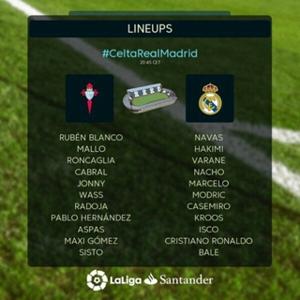 LINEUPS
#CeltaRealMadrid
20:45 CET
RUBÉN BLANCO
MALLO
RONCAGLIA
CABRAL
JONNY
WASS
RADOJA
PABLO HERNÁNDEZ
ASPAS
MAXI GÓMEZ
SISTO
NAVAS
HAKIMI
VARANE
NACHO
MARCELO
MODRIC
CASEMIRO
KROOS
ISCO
CRISTIANO RONALDO
BALE
LaLiga Santander